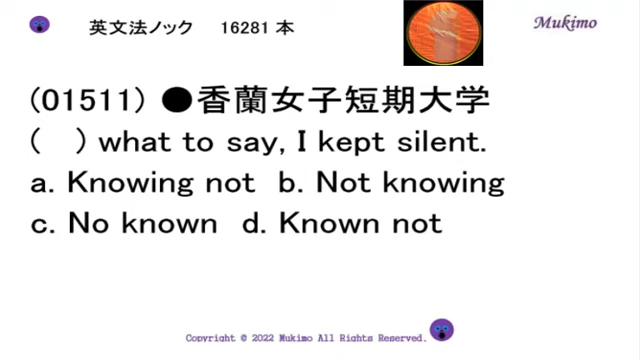 英文法ノック 16281 本
Mukimo
(01511) ●香蘭女子短期大学
( ) what to say, I kept silent.
a. Knowing not b. Not knowing
c. No known d. Known not
Copyright © 2022 Mukimo All Rights Reserved.